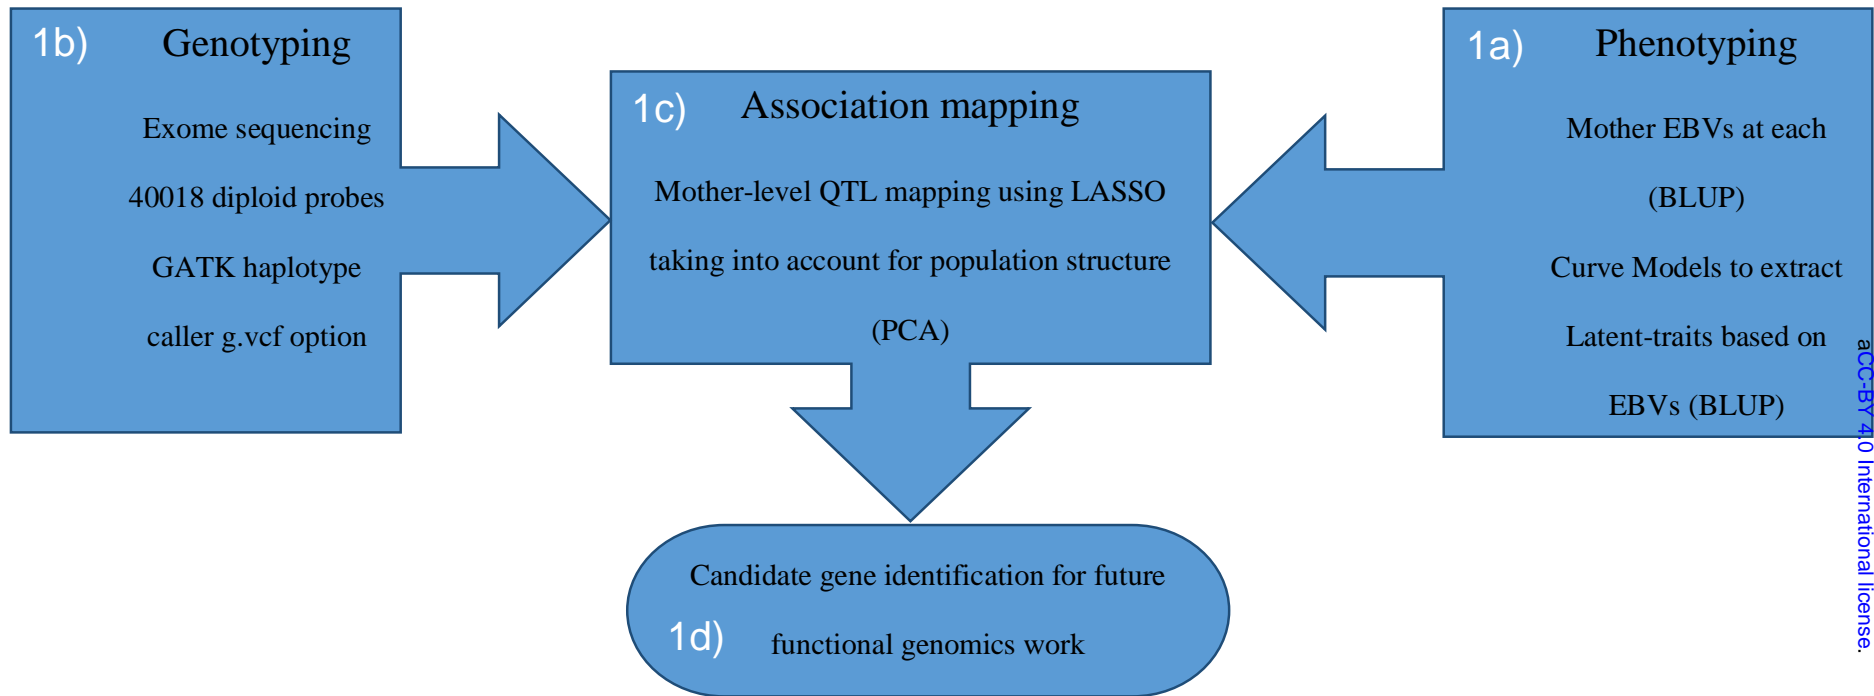 1b) Genotyping
Exome sequencing
40018 diploid probes
GATK haplotype
caller g.vcf option
1c) Association mapping
Mother-level QTL mapping using LASSO
taking into account for population structure
(PCA)
1a) Phenotyping
Mother EBVs at each
(BLUP)
Curve Models to extract
Latent-traits based on
EBVs (BLUP)
Candidate gene identification for future
1d) functional genomics work
aCC-BY 4.0 International license.